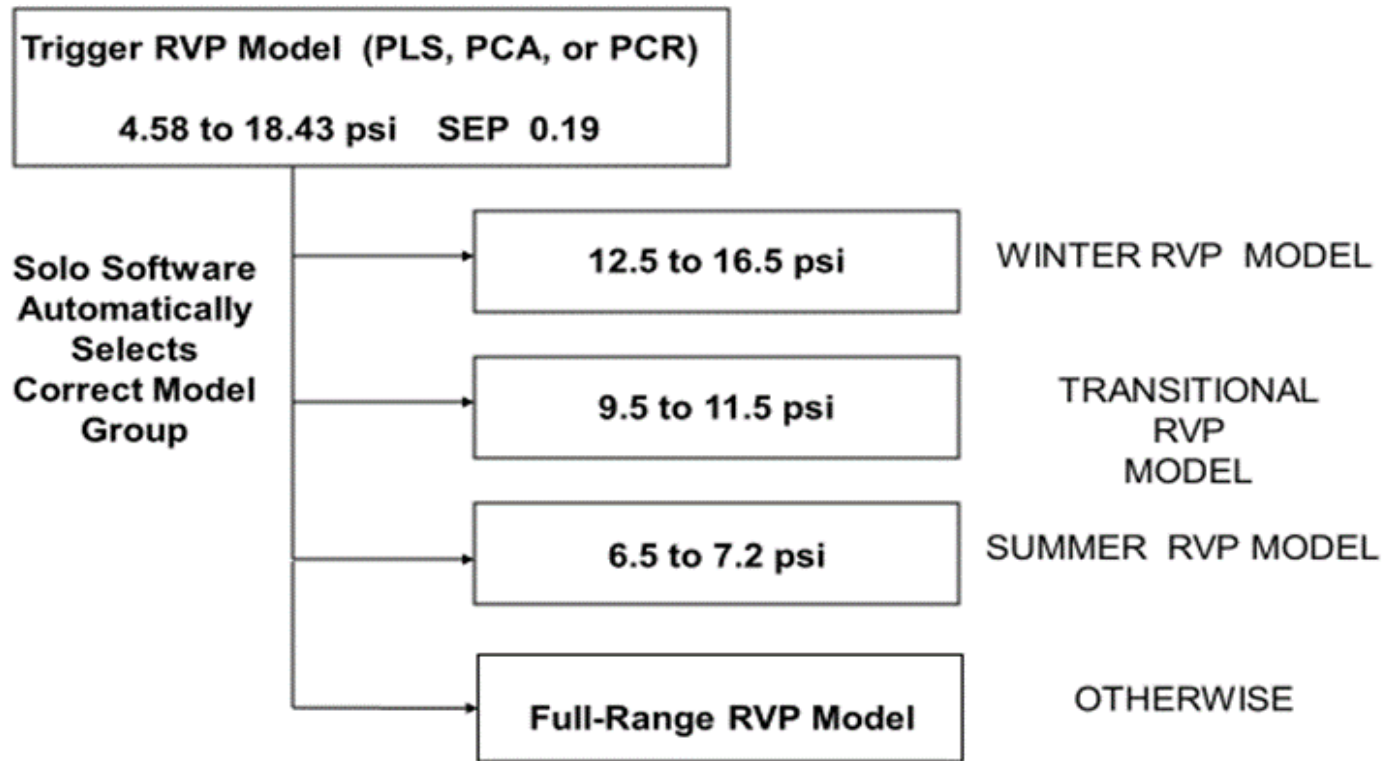 Trigger RVP Model (PLS, PCA, or PCR)
4.58 to 18.43 psi SEP 0.19
Solo Software
Automatically
Selects
Correct Model
Group
12.5 to 16.5 psi
WINTER RVP MODEL
9.5 to 11.5 psi
TRANSITIONAL
RVP
MODEL
6.5 to 7.2 psi
SUMMER RVP MODEL
Full-Range RVP Model
OTHERWISE